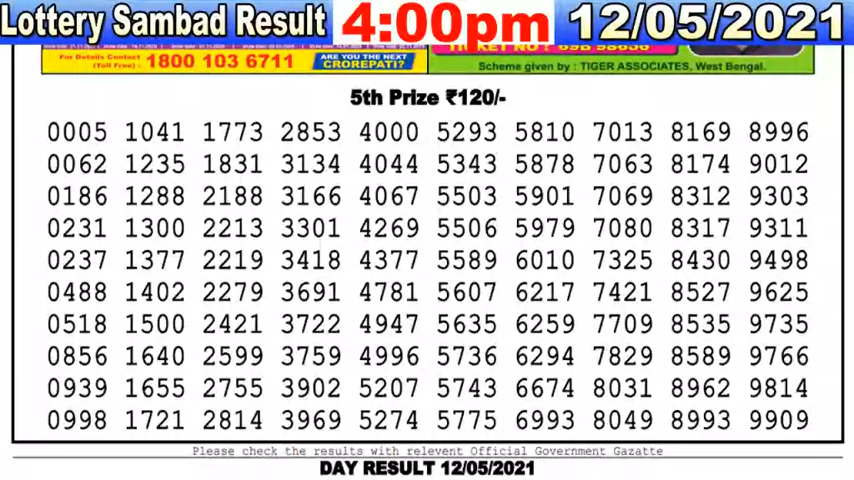 Lottery Sambad Result 4:00pm 12/05/2021
For Details Contact
(Toll Free) : 1800 103 6711 ARE YOU THE NEXT CROREPATI?
Scheme given by : TIGER ASSOCIATES, West Bengal.
5th Prize ₹120/-
0005 1041 1773 2853 4000 5293 5810 7013 8169 8996
0062 1235 1831 3134 4044 5343 5878 7063 8174 9012
0186 1288 2188 3166 4067 5503 5901 7069 8312 9303
0231 1300 2213 3301 4269 5506 5979 7080 8317 9311
0237 1377 2219 3418 4377 5589 6010 7325 8430 9498
0488 1402 2279 3691 4781 5607 6217 7421 8527 9625
0518 1500 2421 3722 4947 5635 6259 7709 8535 9735
0856 1640 2599 3759 4996 5736 6294 7829 8589 9766
0939 1655 2755 3902 5207 5743 6674 8031 8962 9814
0998 1721 2814 3969 5274 5775 6993 8049 8993 9909
Please check the results with relevent Official Government Gazatte
DAY RESULT 12/05/2021